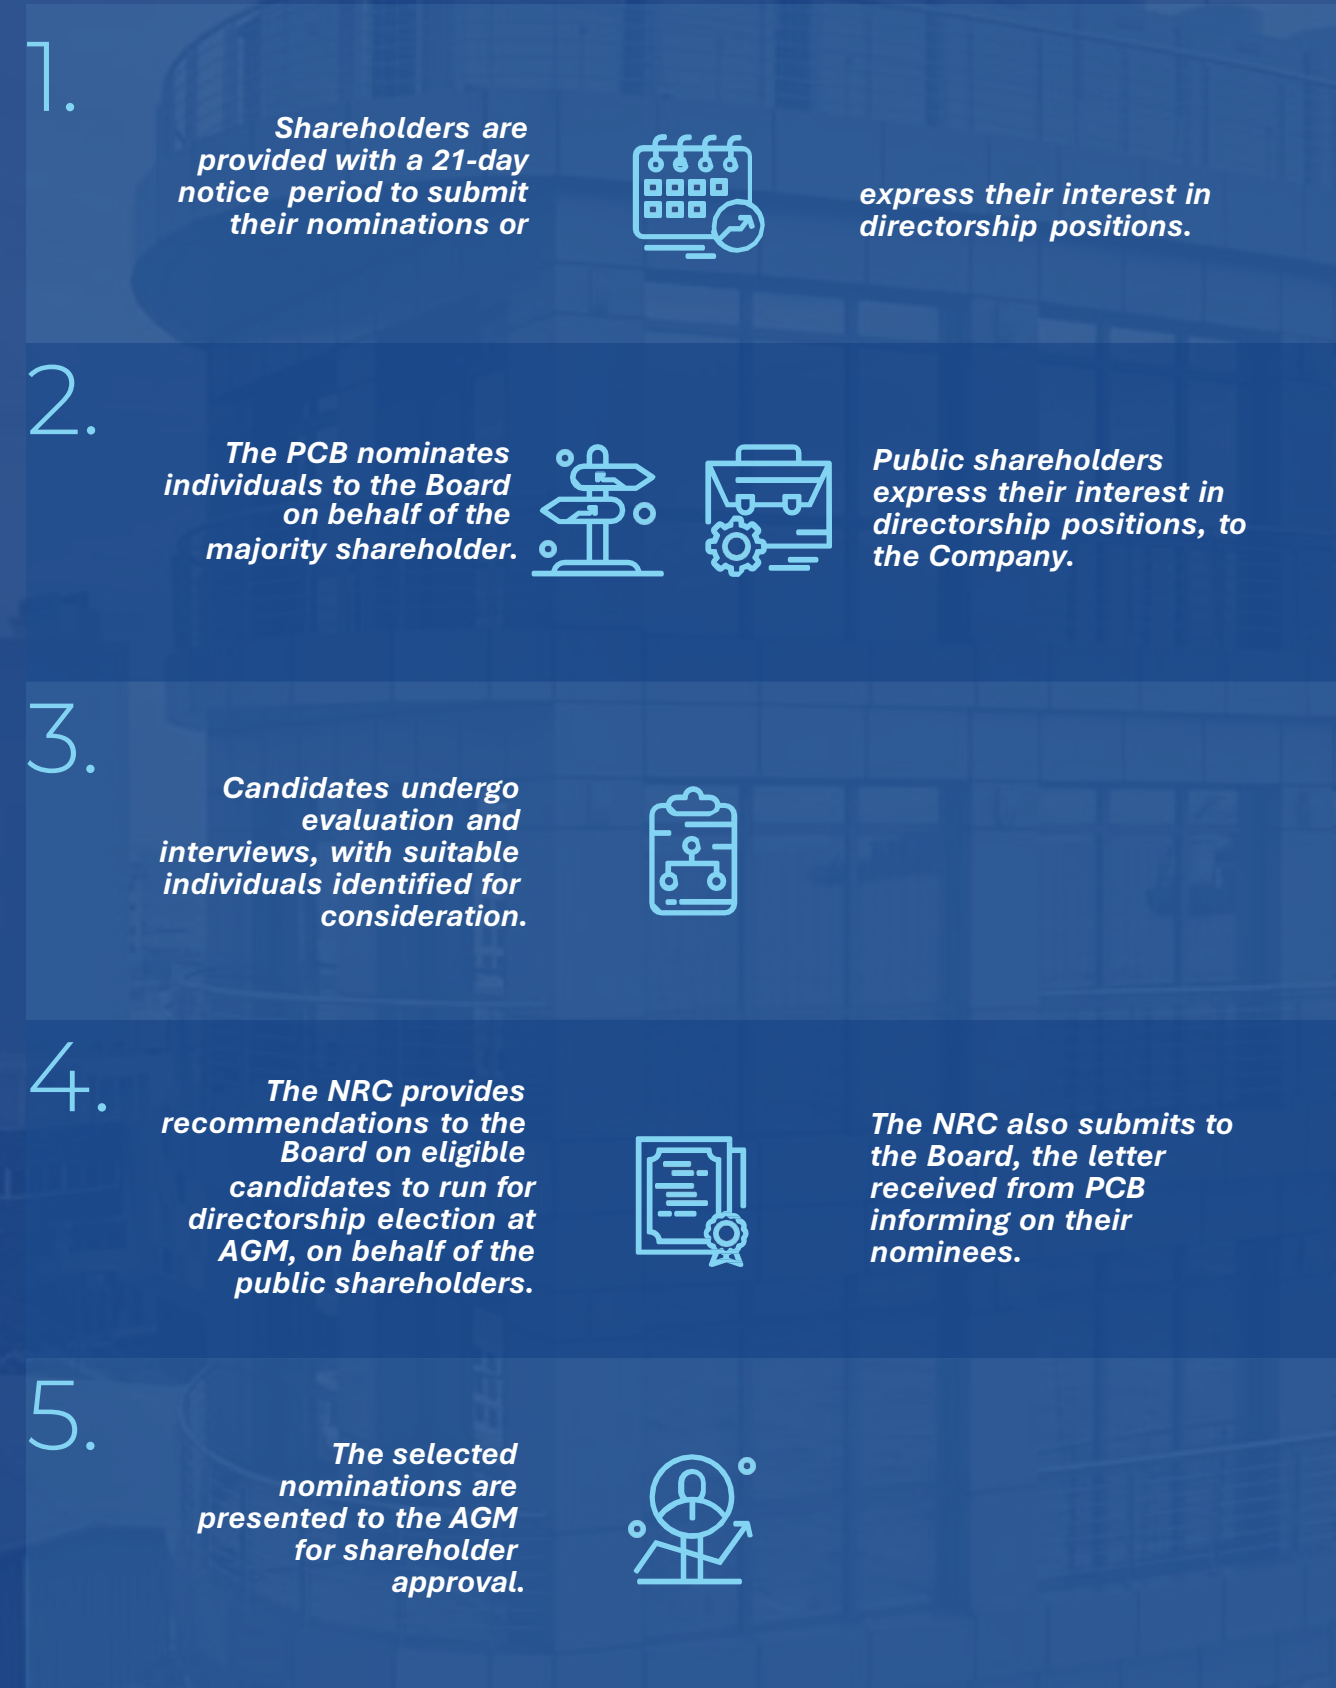 1.
Shareholders are
provided with a 21-day
notice period to submit
their nominations or
express their interest in
directorship positions.
2.
The PCB nominates
individuals to the Board
on behalf of the
majority shareholder.
Public shareholders
express their interest in
directorship positions, to
the Company.
3.
Candidates undergo
evaluation and
interviews, with suitable
individuals identified for
consideration.
4.
The NRC provides
recommendations to the
Board on eligible
candidates to run for
directorship election at
AGM, on behalf of the
public shareholders.
The NRC also submits to
the Board, the letter
received from PCB
informing on their
nominees.
5.
The selected
nominations are
presented to the AGM
for shareholder
approval.